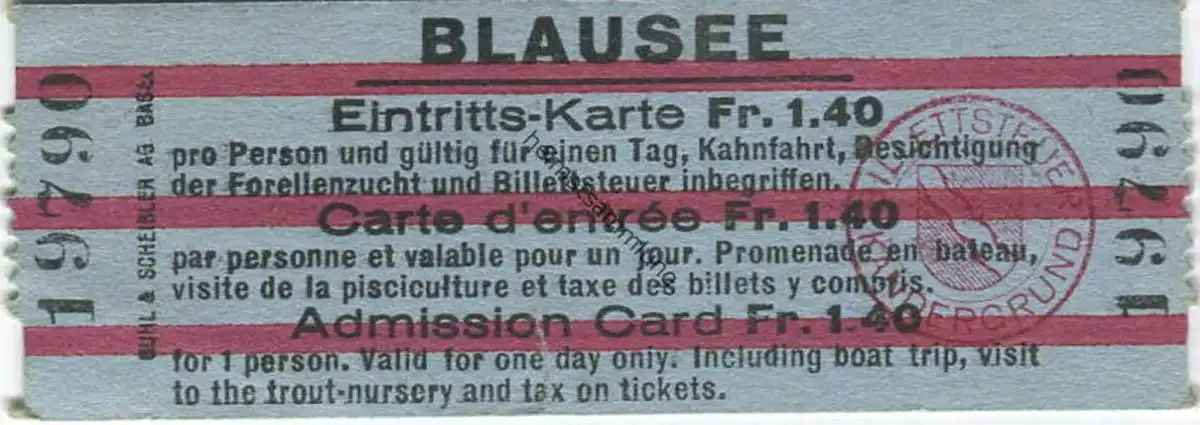 BLAUSEE
Eintritts-Karte Fr. 1.40
pro Person und gültig für einen Tag, Kahnfahrt, Besichtigung
der Forellenzucht und Billettsteuer inbegriffen.
Carte d'entrée Fr. 1.40
par personne et valable pour un jour. Promenade en bateau,
visite de la pisciculture et taxe des billets y compris.
Admission Card Fr. 1.40
for 1 person. Valid for one day only. Including boat trip, visit
to the trout-nursery and tax on tickets.
19790
BUHL & SCHEIBLER AG. BASEL
19790
BILLETTSTEUER KANDERGRUND